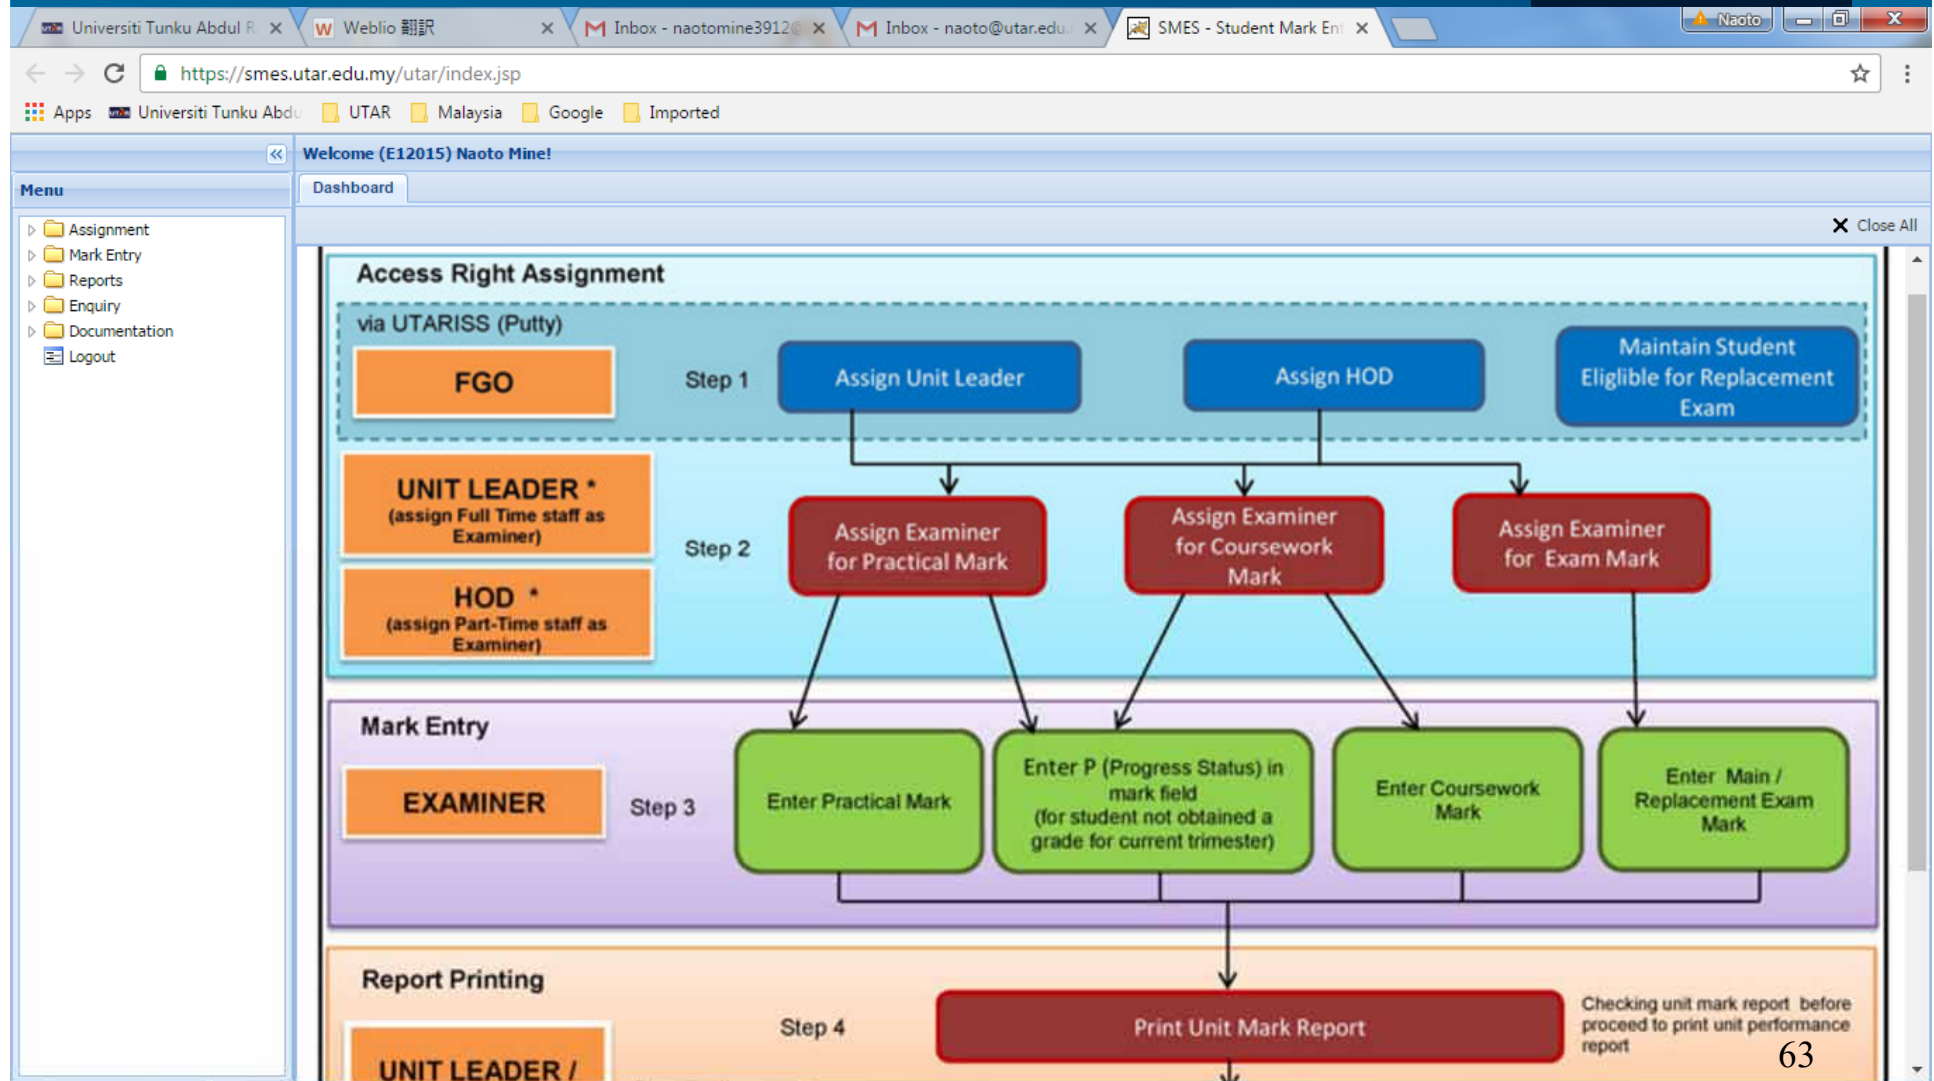 Universiti Tunku Abdul R
Weblio 翻訳
Inbox - naotomine3912@
Inbox - naoto@utar.edu.
SMES - Student Mark Ent
Naoto
https://smes.utar.edu.my/utar/index.jsp
Apps
Universiti Tunku Abdu
UTAR
Malaysia
Google
Imported
Welcome (E12015) Naoto Mine!
Menu
Dashboard
Close All
Assignment
Mark Entry
Reports
Enquiry
Documentation
Logout
Access Right Assignment
via UTARISS (Putty)
FGO
Step 1
Assign Unit Leader
Assign HOD
Maintain Student
Eliglible for Replacement
Exam
UNIT LEADER *
(assign Full Time staff as
Examiner)
HOD *
(assign Part-Time staff as
Examiner)
Step 2
Assign Examiner
for Practical Mark
Assign Examiner
for Coursework
Mark
Assign Examiner
for Exam Mark
Mark Entry
EXAMINER
Step 3
Enter Practical Mark
Enter P (Progress Status) in
mark field
(for student not obtained a
grade for current trimester)
Enter Coursework
Mark
Enter Main /
Replacement Exam
Mark
Report Printing
UNIT LEADER /
Step 4
Print Unit Mark Report
Checking unit mark report before
proceed to print unit performance
report
63